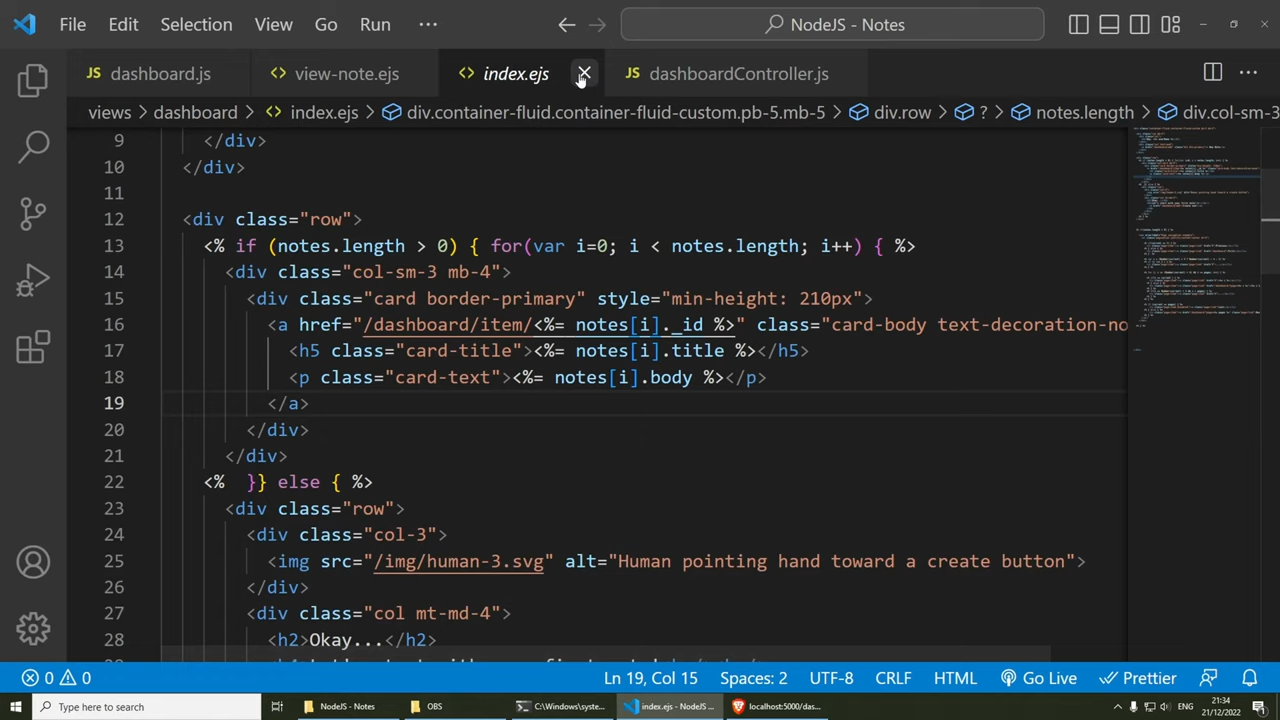 File Edit Selection View Go Run ··· NodeJS - Notes
JS dashboard.js <> view-note.ejs <> index.ejs JS dashboardController.js ···
views > dashboard > <> index.ejs > div.container-fluid.container-fluid-custom.pb-5.mb-5 > div.row > ? > notes.length > div.col-sm-3
9 </div>
10 </div>
11
12 <div class="row">
13 <% if (notes.length > 0) { for(var i=0; i < notes.length; i++) { %>
14 <div class="col-sm-3 mb-4">
15 <div class="card border-primary" style="min-height: 210px">
16 <a href="/dashboard/item/<%= notes[i]._id %>" class="card-body text-decoration-no
17 <h5 class="card-title"><%= notes[i].title %></h5>
18 <p class="card-text"><%= notes[i].body %></p>
19 </a>
20 </div>
21 </div>
22 <%  }} else { %>
23 <div class="row">
24 <div class="col-3">
25 <img src="/img/human-3.svg" alt="Human pointing hand toward a create button">
26 </div>
27 <div class="col mt-md-4">
28 <h2>Okay...</h2>
0 0 Ln 19, Col 15 Spaces: 2 UTF-8 CRLF HTML Go Live Prettier
Type here to search NodeJS - Notes OBS C:\Windows\syste... index.ejs - NodeJS ... localhost:5000/das... ENG 21:34
21/12/2022